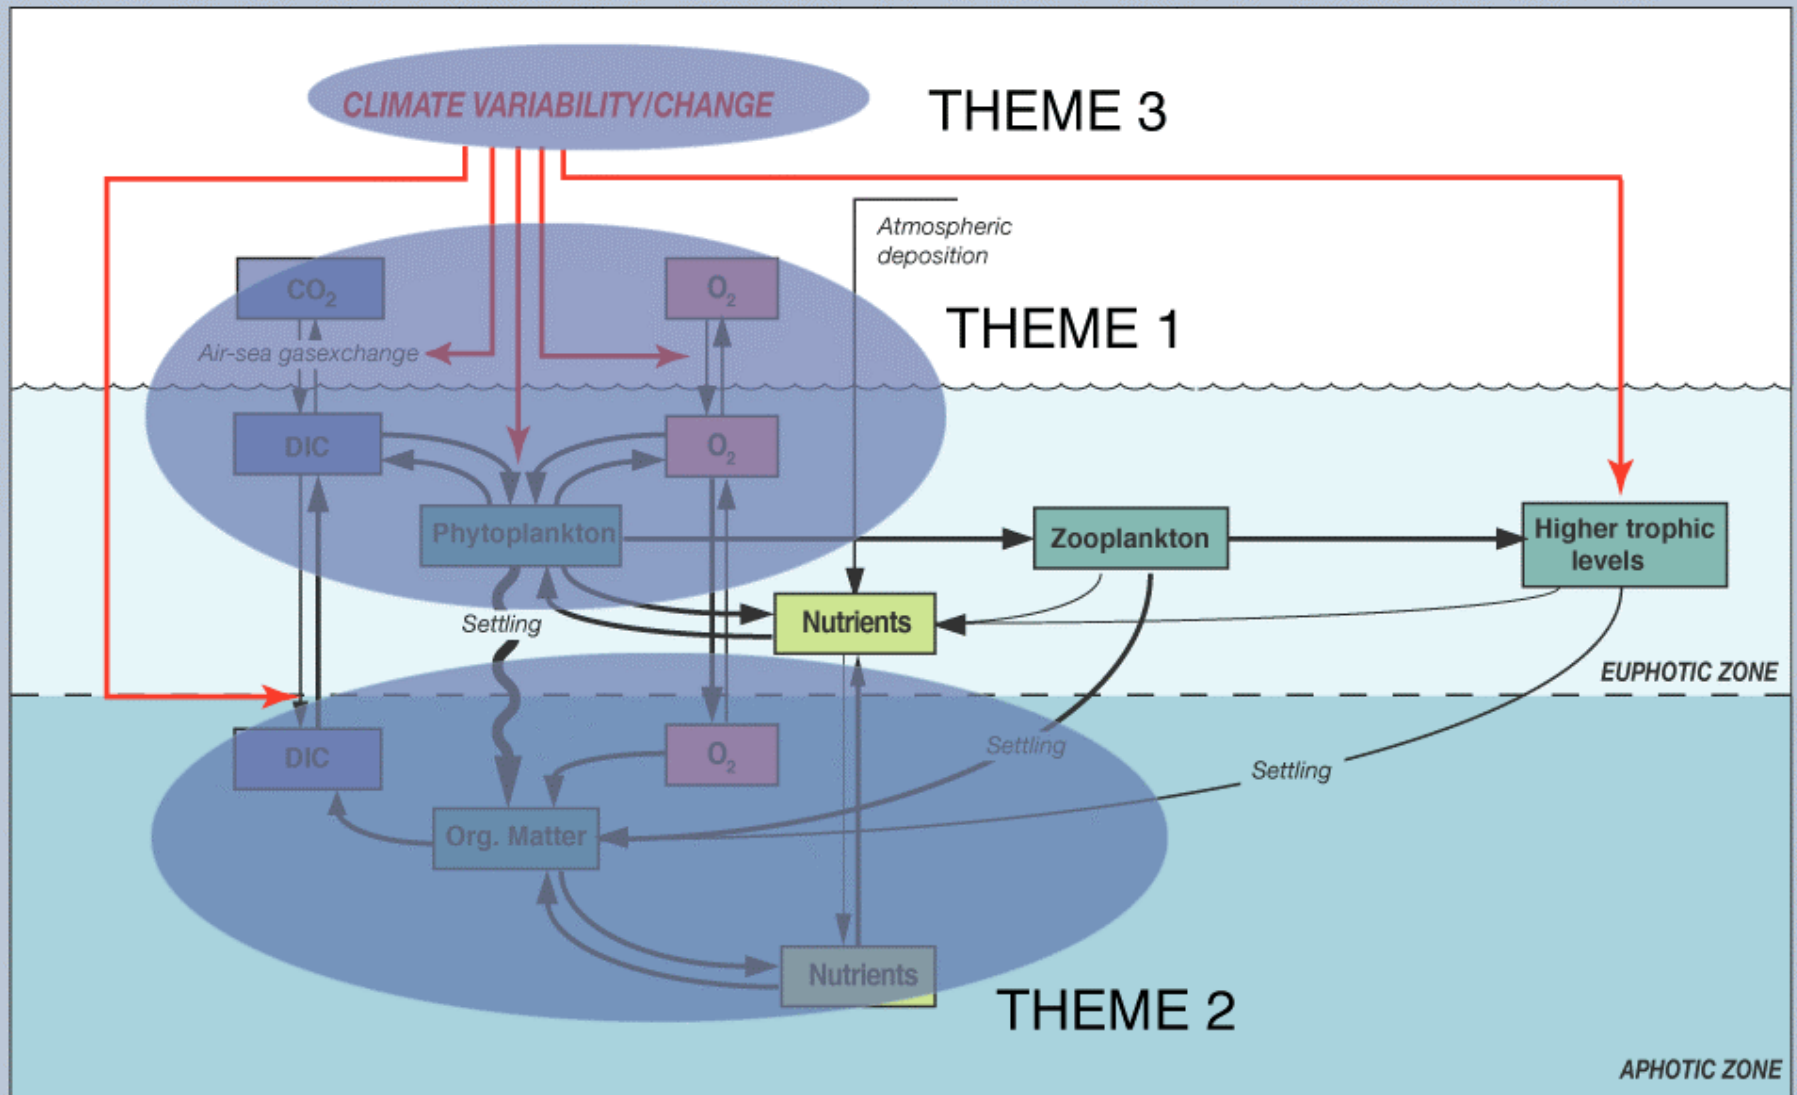 CLIMATE VARIABILITY/CHANGE
THEME 3
Atmospheric
deposition
CO2
O2
THEME 1
Air-sea gasexchange
DIC
O2
Phytoplankton
Zooplankton
Higher trophic
levels
Nutrients
Settling
EUPHOTIC ZONE
DIC
O2
Settling
Settling
Org. Matter
Nutrients
THEME 2
APHOTIC ZONE